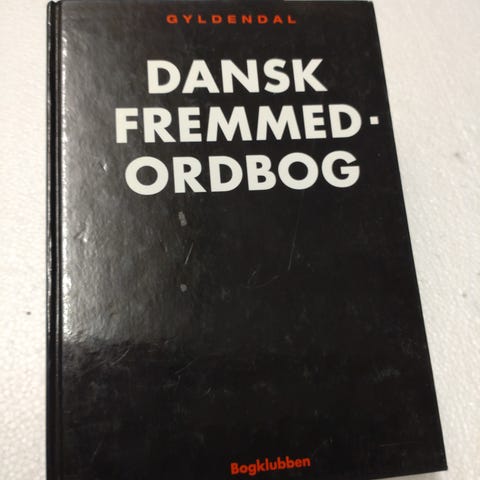 GYLDENDAL
DANSK
FREMMED-
ORDBOG
Bogklubben